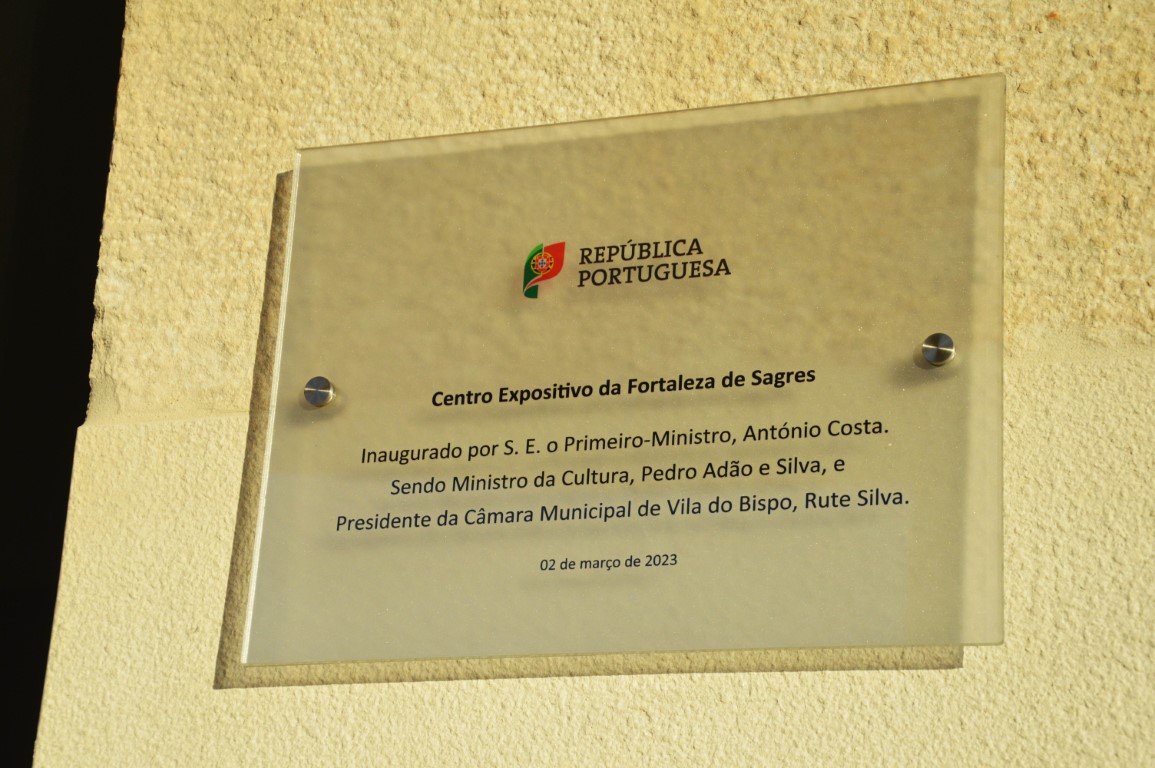 REPÚBLICA
PORTUGUESA
Centro Expositivo da Fortaleza de Sagres
Inaugurado por S. E. o Primeiro-Ministro, António Costa.
Sendo Ministro da Cultura, Pedro Adão e Silva, e
Presidente da Câmara Municipal de Vila do Bispo, Rute Silva.
02 de março de 2023